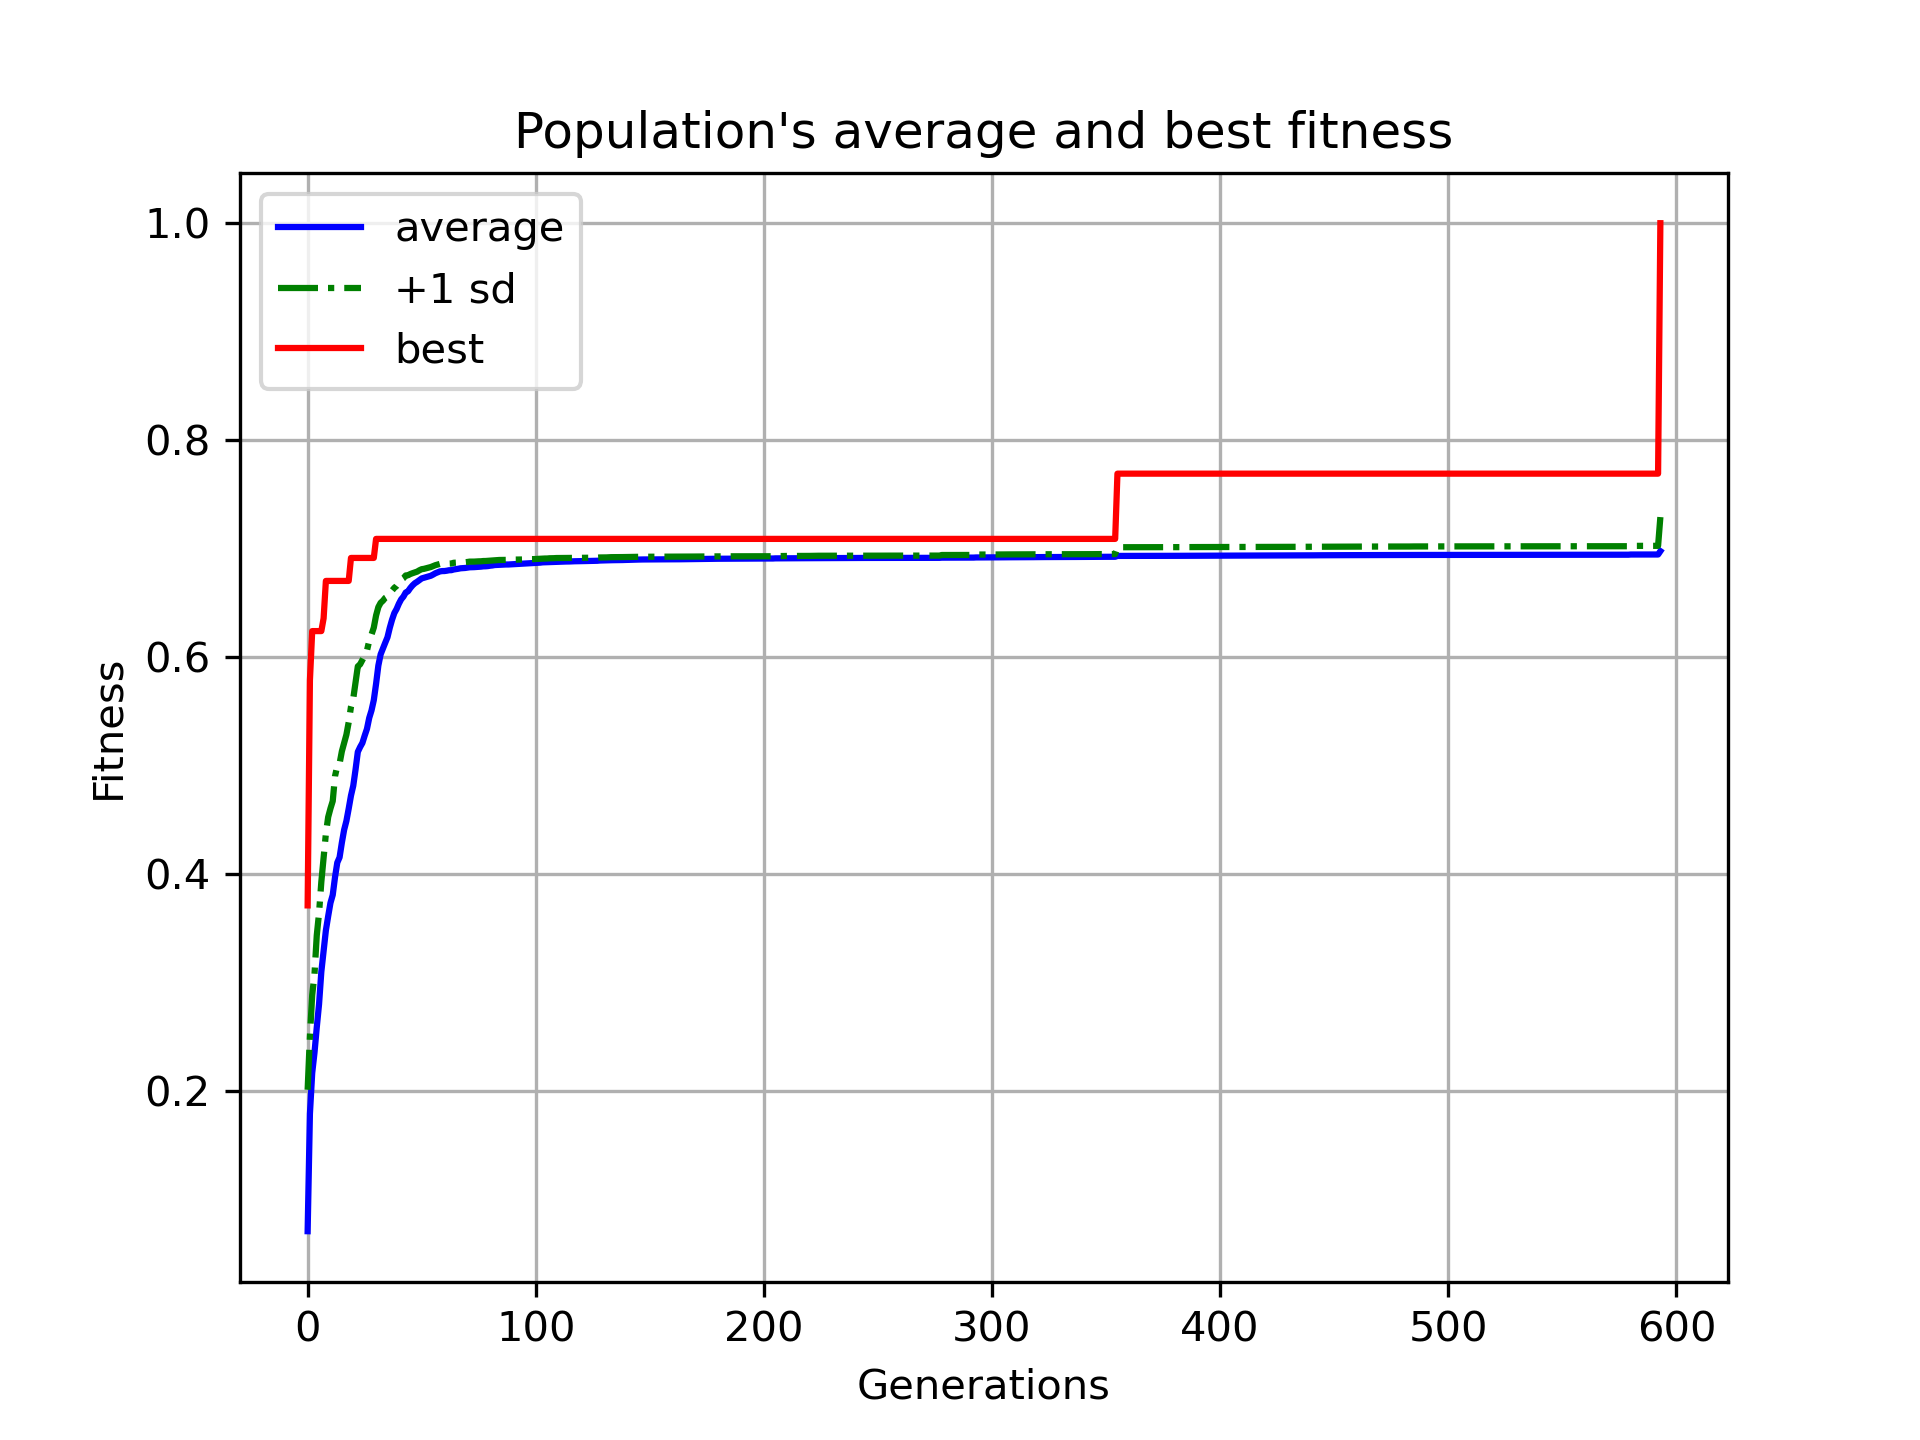 Population's average and best fitness
average
+1 sd
best
1.0
0.8
0.6
0.4
0.2
Fitness
0 100 200 300 400 500 600
Generations